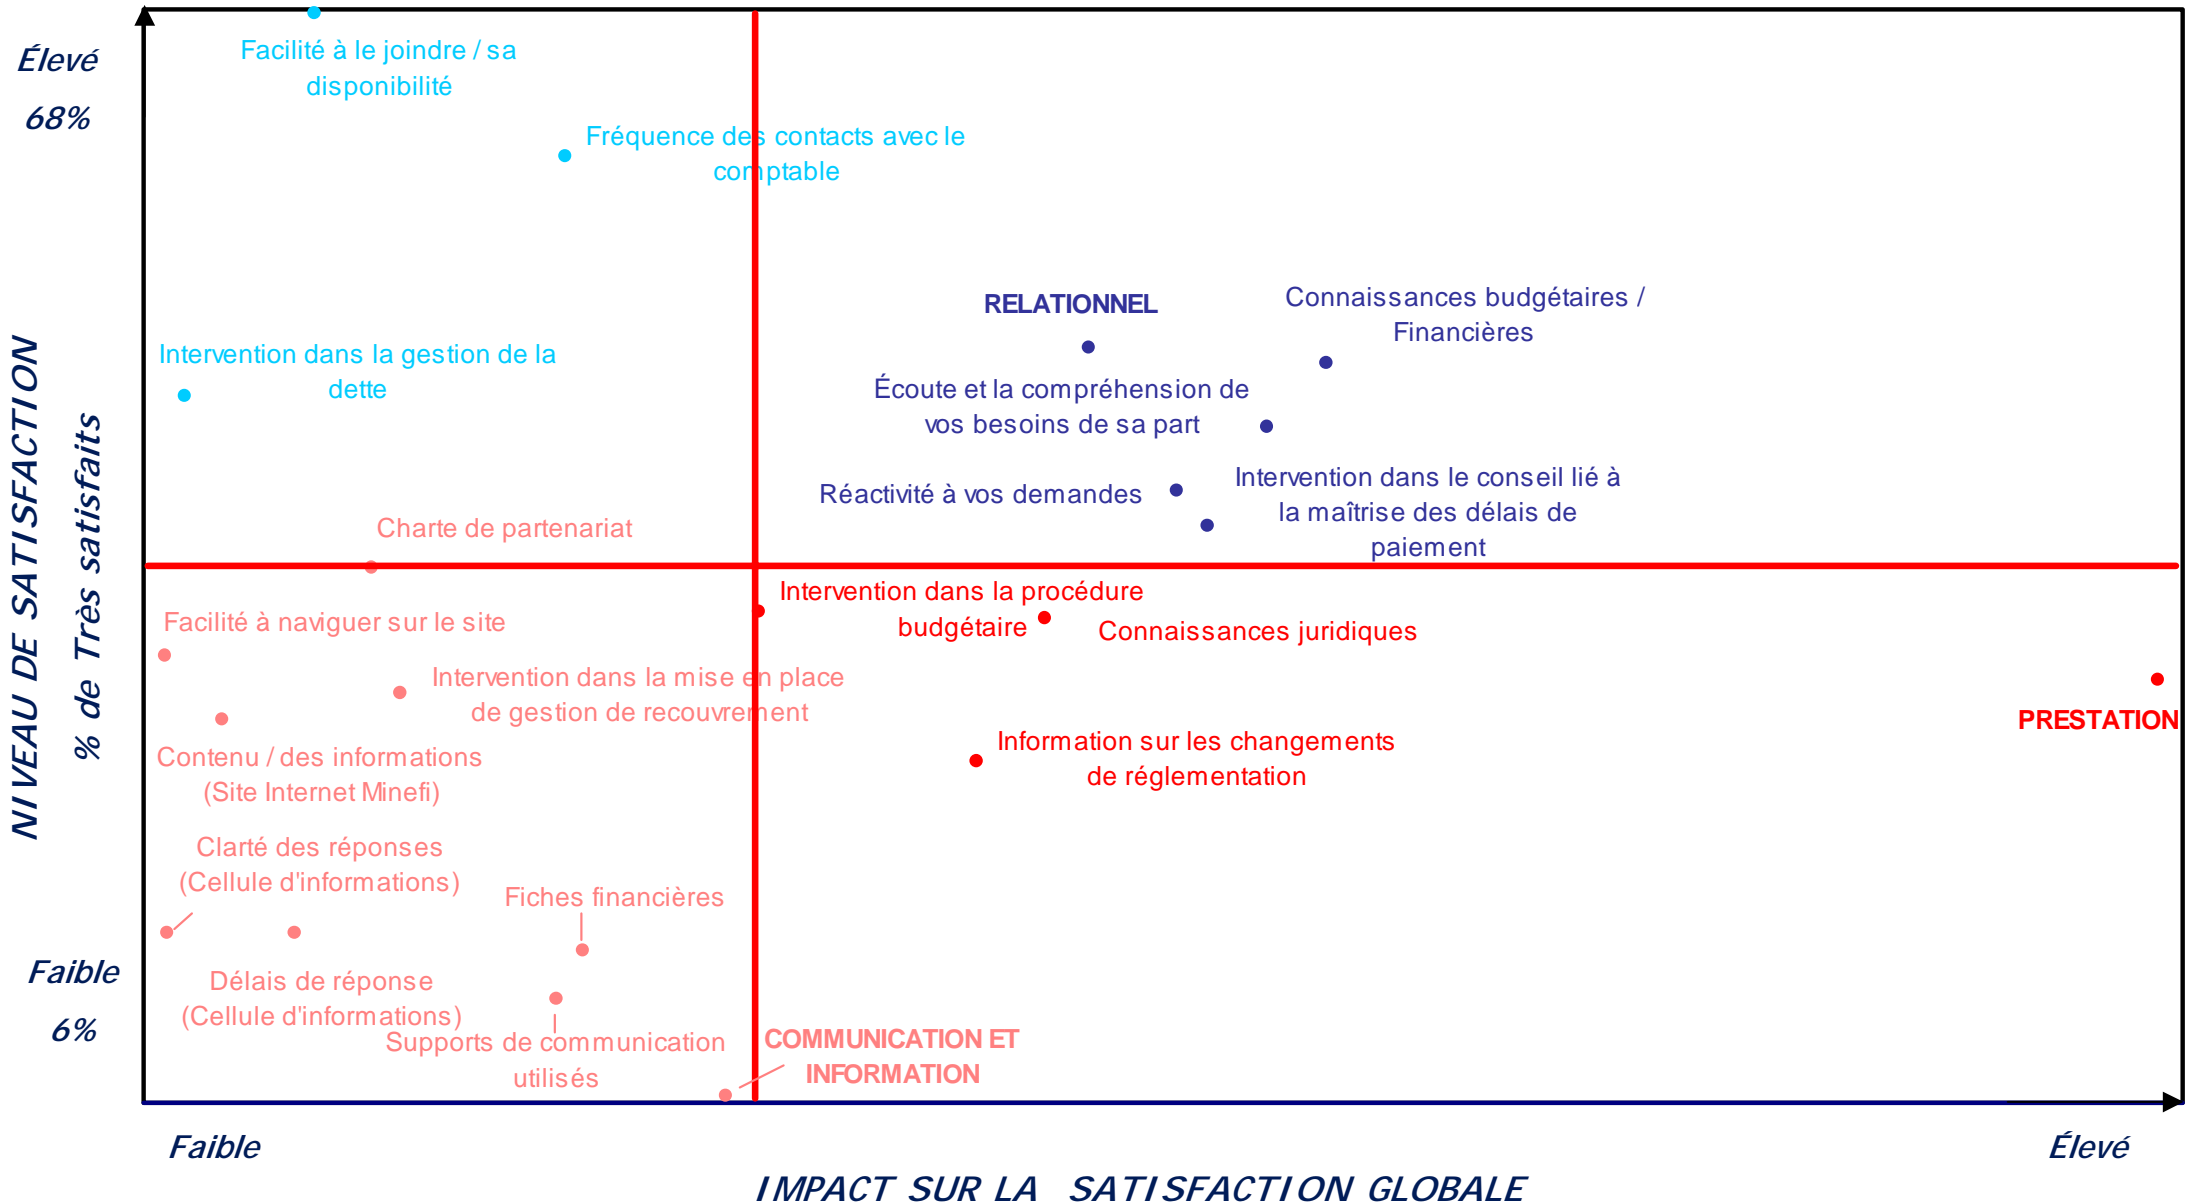 Élevé
68%
Facilité à le joindre / sa
disponibilité
Fréquence des contacts avec le
comptable
RELATIONNEL
Connaissances budgétaires /
Financières
Intervention dans la gestion de la
dette
Écoute et la compréhension de
vos besoins de sa part
Réactivité à vos demandes
Intervention dans le conseil lié à
la maîtrise des délais de
paiement
Charte de partenariat
NIVEAU DE SATISFACTION
% de Très satisfaits
Intervention dans la procédure
budgétaire
Connaissances juridiques
Facilité à naviguer sur le site
Intervention dans la mise en place
de gestion de recouvrement
PRESTATION
Contenu / des informations
(Site Internet Minefi)
Information sur les changements
de réglementation
Clarté des réponses
(Cellule d'informations)
Fiches financières
Faible
6%
Délais de réponse
(Cellule d'informations)
Supports de communication
utilisés
COMMUNICATION ET
INFORMATION
Faible
Élevé
IMPACT SUR LA SATISFACTION GLOBALE